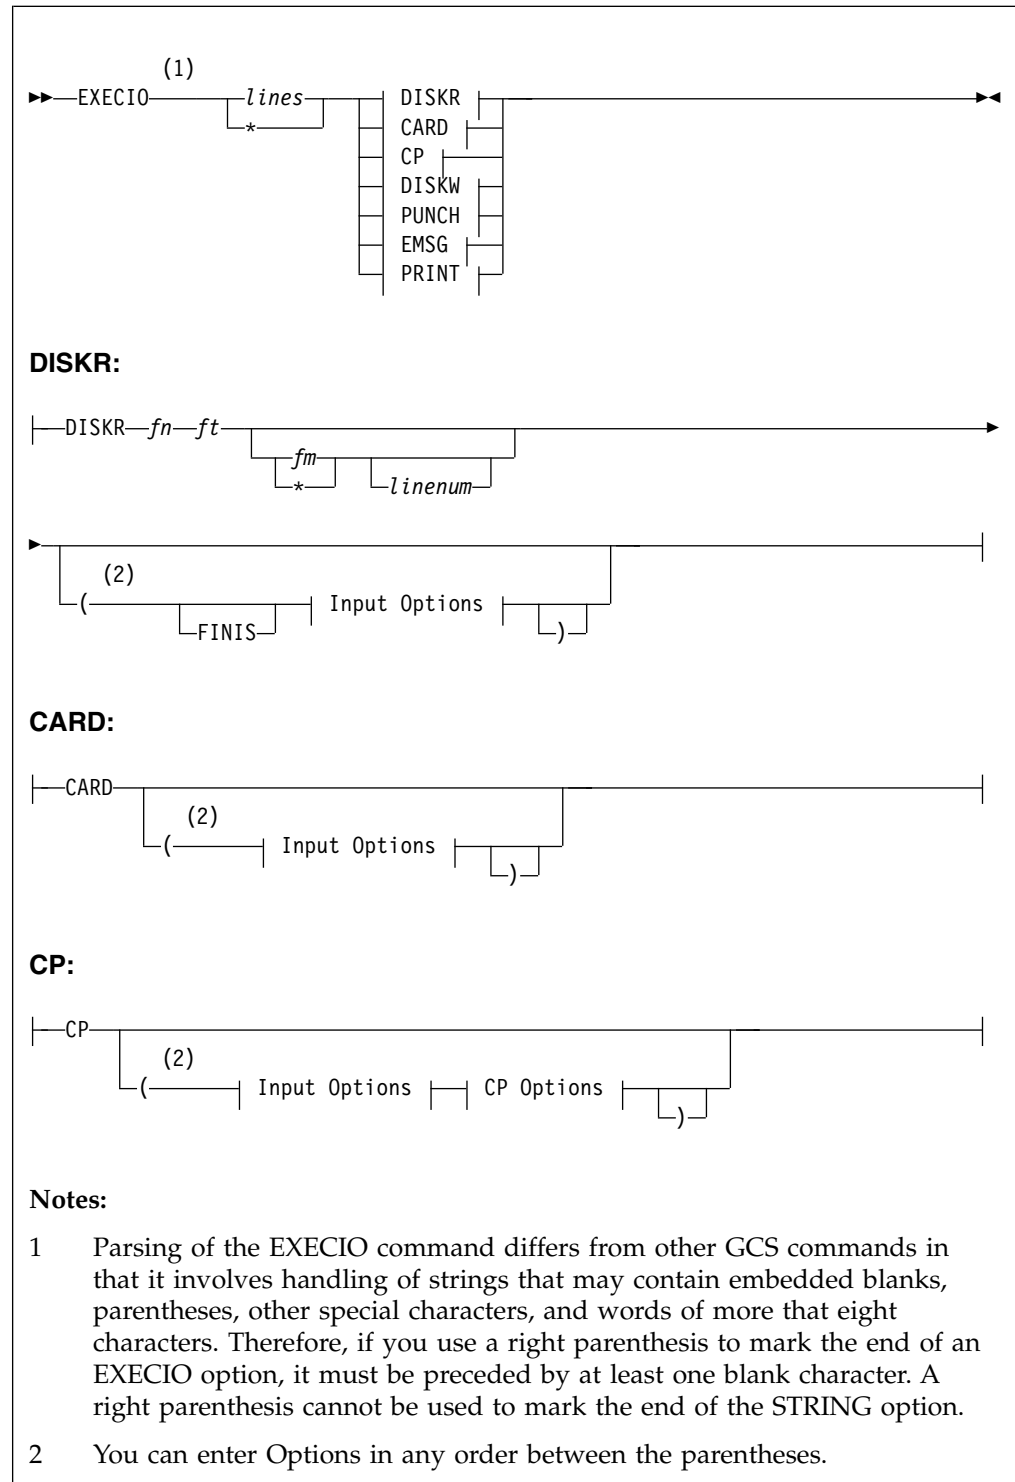 (1)
EXECIO lines DISKR
* CARD
CP
DISKW
PUNCH
EMSG
PRINT
DISKR:
DISKR fn ft
fm
* linenum
(2)
( Input Options
FINIS )
CARD:
CARD
(2)
( Input Options
)
CP:
CP
(2)
( Input Options CP Options
)
Notes:
1 Parsing of the EXECIO command differs from other GCS commands in
that it involves handling of strings that may contain embedded blanks,
parentheses, other special characters, and words of more that eight
characters. Therefore, if you use a right parenthesis to mark the end of an
EXECIO option, it must be preceded by at least one blank character. A
right parenthesis cannot be used to mark the end of the STRING option.
2 You can enter Options in any order between the parentheses.